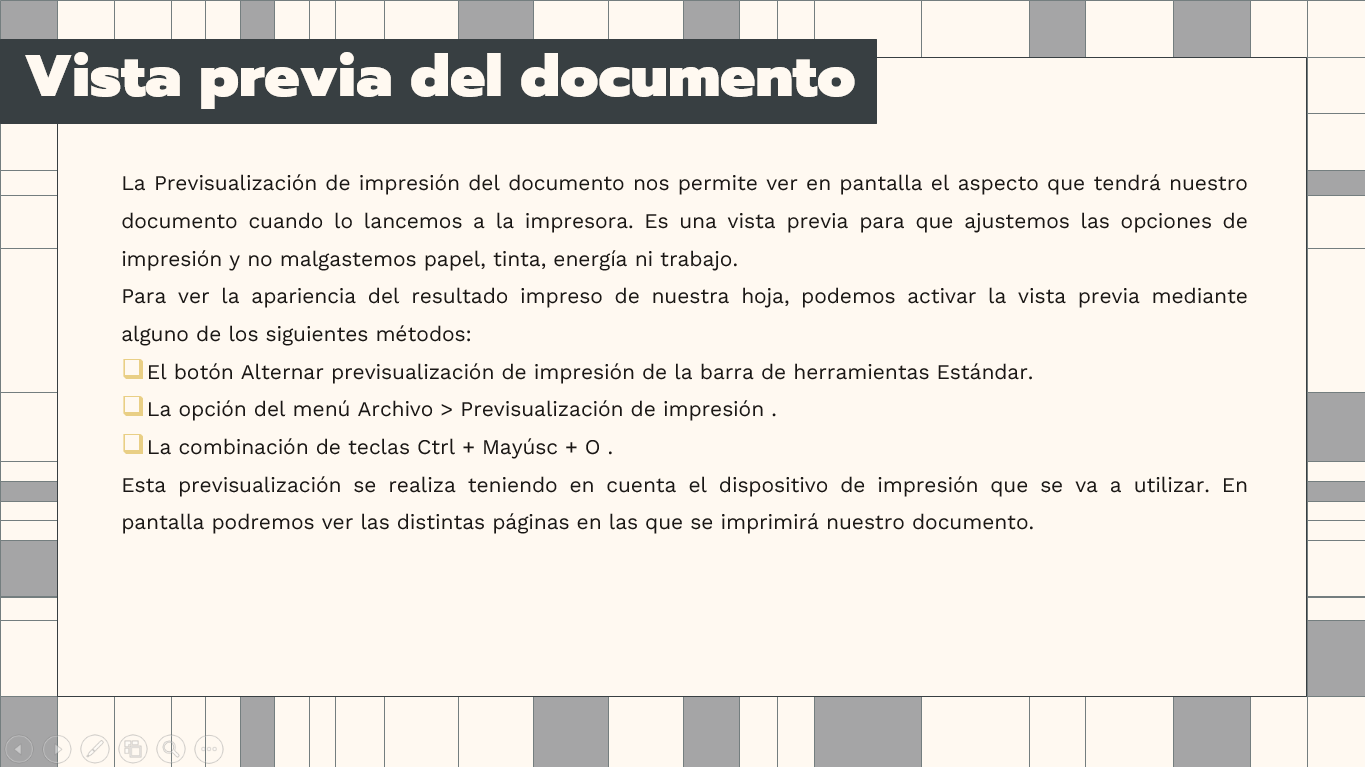 Vista previa del documento
La Previsualización de impresión del documento nos permite ver en pantalla el aspecto que tendrá nuestro
documento cuando lo lancemos a la impresora. Es una vista previa para que ajustemos las opciones de
impresión y no malgastemos papel, tinta, energía ni trabajo.
Para ver la apariencia del resultado impreso de nuestra hoja, podemos activar la vista previa mediante
alguno de los siguientes métodos:
El botón Alternar previsualización de impresión de la barra de herramientas Estándar.
La opción del menú Archivo > Previsualización de impresión .
La combinación de teclas Ctrl + Mayúsc + O .
Esta previsualización se realiza teniendo en cuenta el dispositivo de impresión que se va a utilizar. En
pantalla podremos ver las distintas páginas en las que se imprimirá nuestro documento.